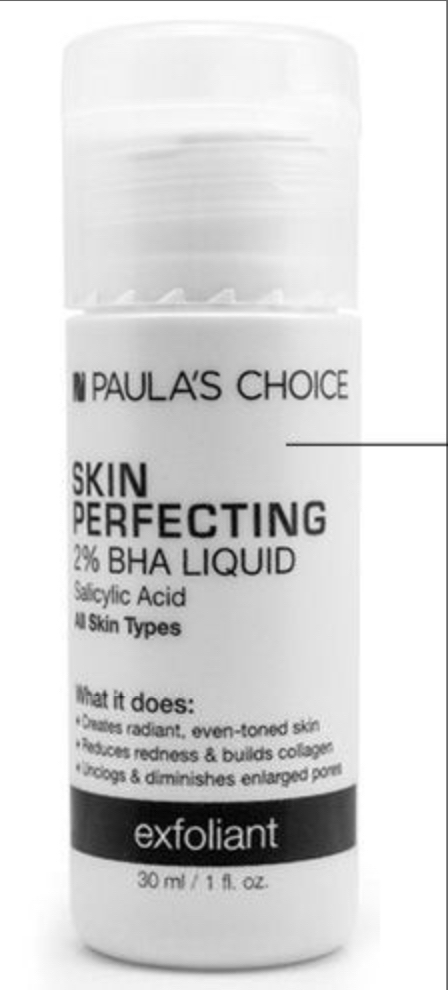 PAULA'S CHOICE
SKIN
PERFECTING
2% BHA LIQUID
Salicylic Acid
All Skin Types
What it does:
• Creates radiant, even-toned skin
• Reduces redness & builds collagen
• Unclogs & diminishes enlarged pores
exfoliant
30 ml / 1 fl. oz.